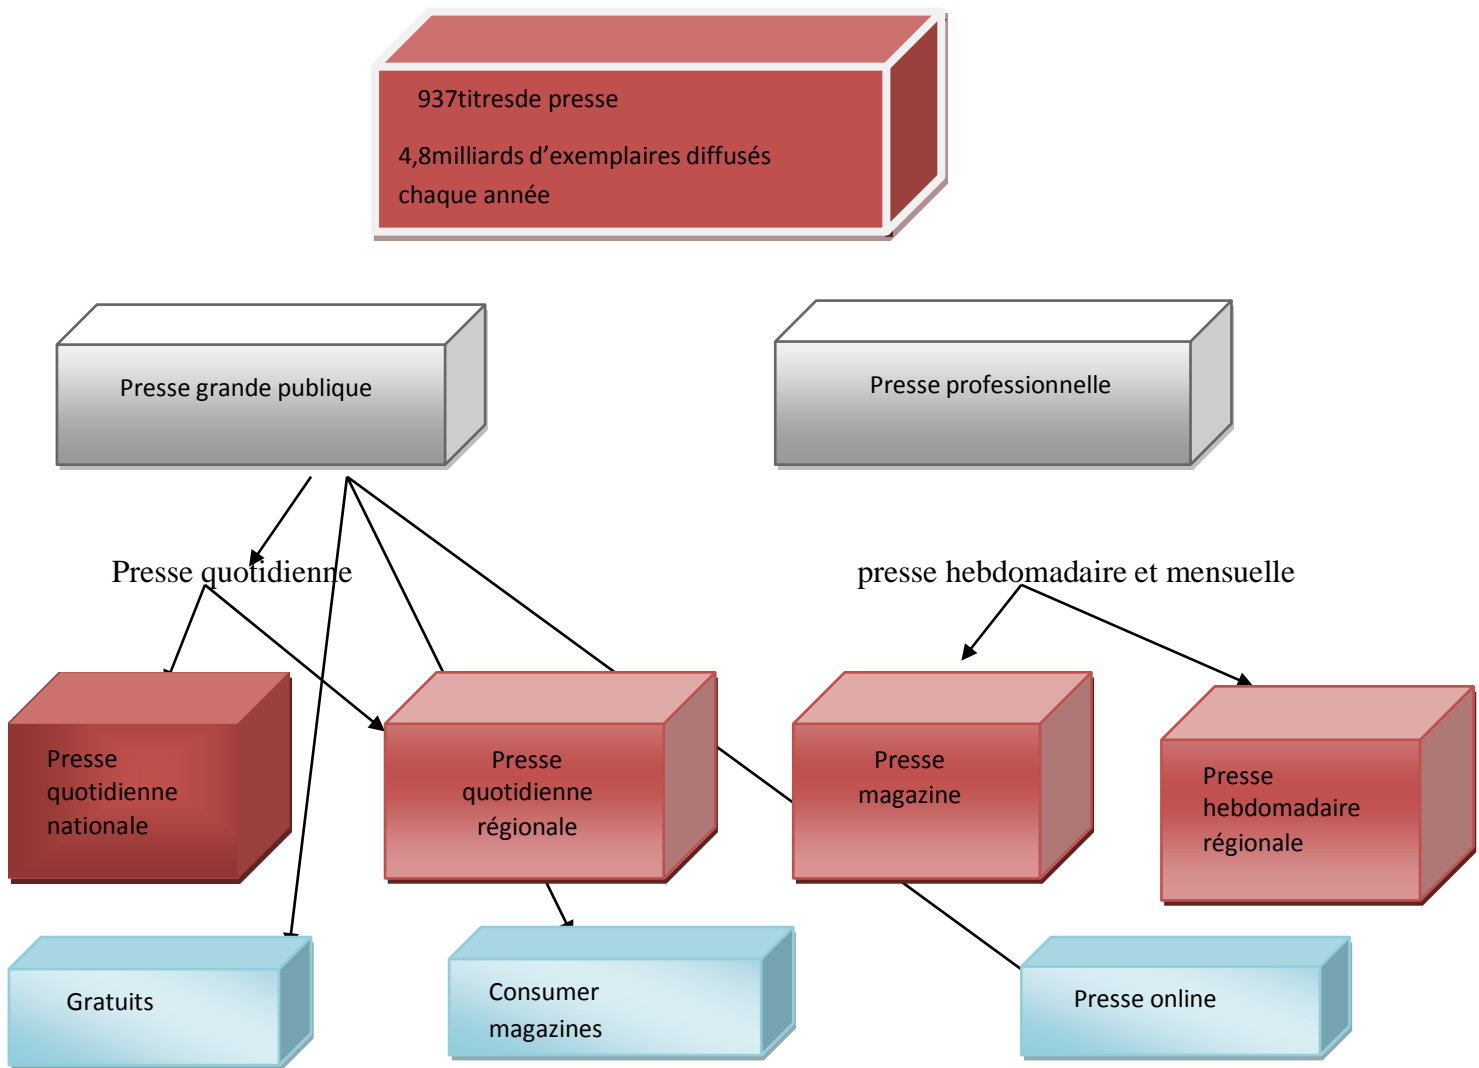 937titresde presse
4,8milliards d’exemplaires diffusés
chaque année
Presse grande publique
Presse professionnelle
Presse quotidienne
presse hebdomadaire et mensuelle
Presse
quotidienne
nationale
Presse
quotidienne
régionale
Presse
magazine
Presse
hebdomadaire
régionale
Gratuits
Consumer
magazines
Presse online